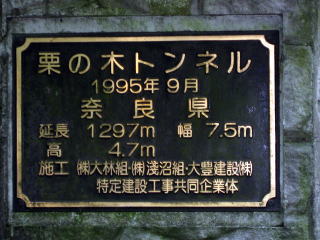 栗の木トンネル
1995年9月
奈良県
延長 1297m 幅 7.5m
高 4.7m
施工 ㈱大林組・㈱淺沼組・大豊建設㈱
特定建設工事共同企業体